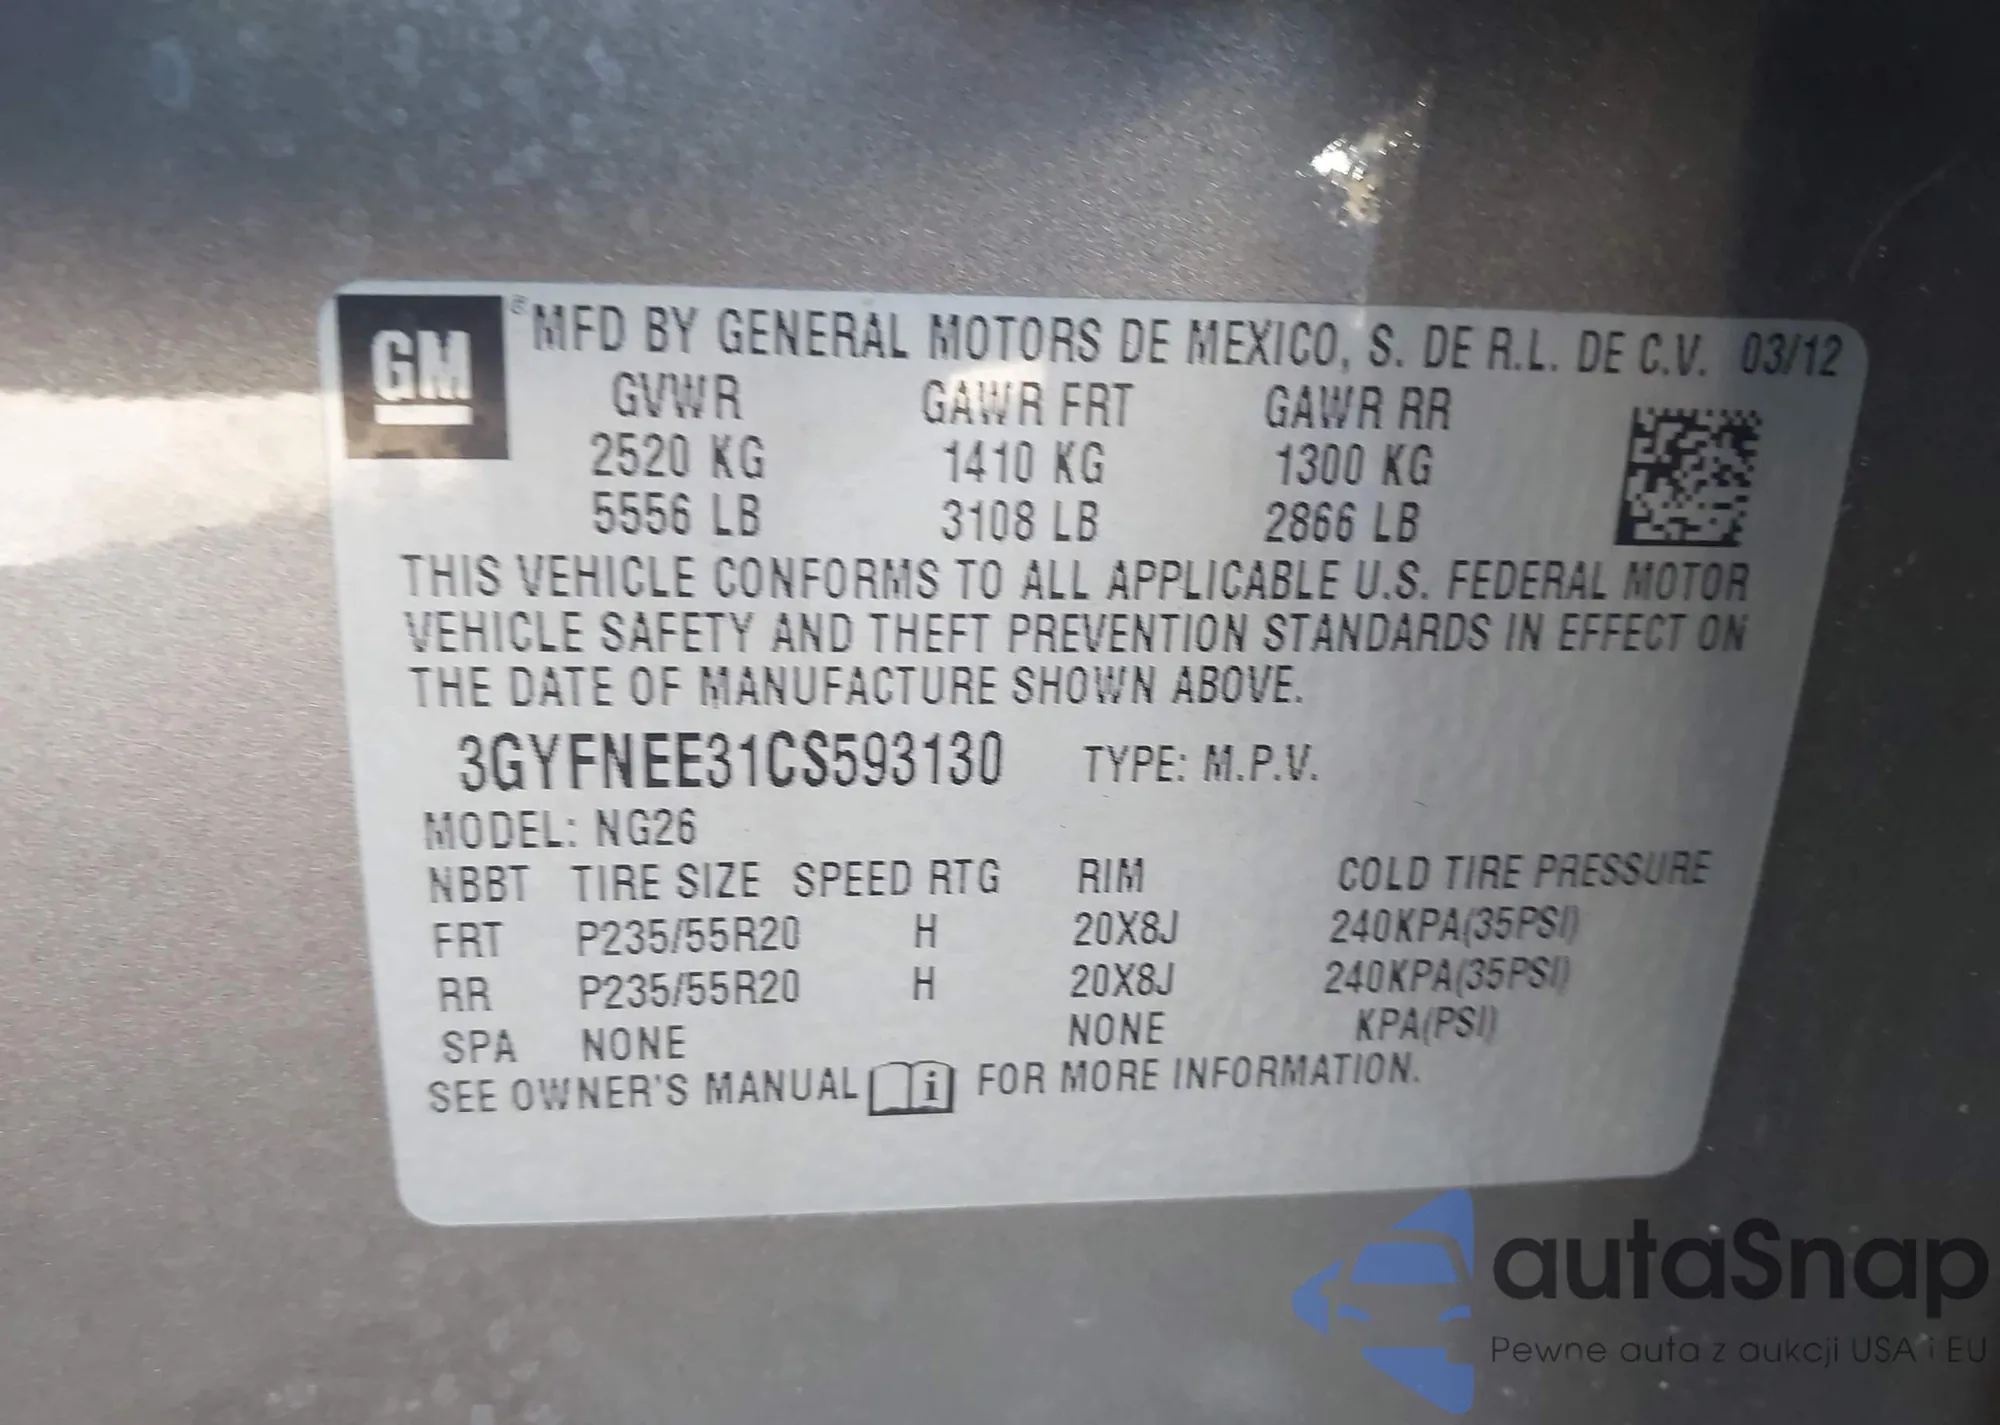 GM ® MFD BY GENERAL MOTORS DE MEXICO, S. DE R.L. DE C.V. 03/12
GVWR GAWR FRT GAWR RR
2520 KG 1410 KG 1300 KG
5556 LB 3108 LB 2866 LB
THIS VEHICLE CONFORMS TO ALL APPLICABLE U.S. FEDERAL MOTOR
VEHICLE SAFETY AND THEFT PREVENTION STANDARDS IN EFFECT ON
THE DATE OF MANUFACTURE SHOWN ABOVE.
3GYFNEE31CS593130 TYPE: M.P.V.
MODEL: NG26
NBBT TIRE SIZE SPEED RTG RIM COLD TIRE PRESSURE
FRT P235/55R20 H 20X8J 240KPA(35PSI)
RR P235/55R20 H 20X8J 240KPA(35PSI)
SPA NONE NONE KPA(PSI)
SEE OWNER'S MANUAL i FOR MORE INFORMATION.
autaSnap
Pewne auta z aukcji USA i EU